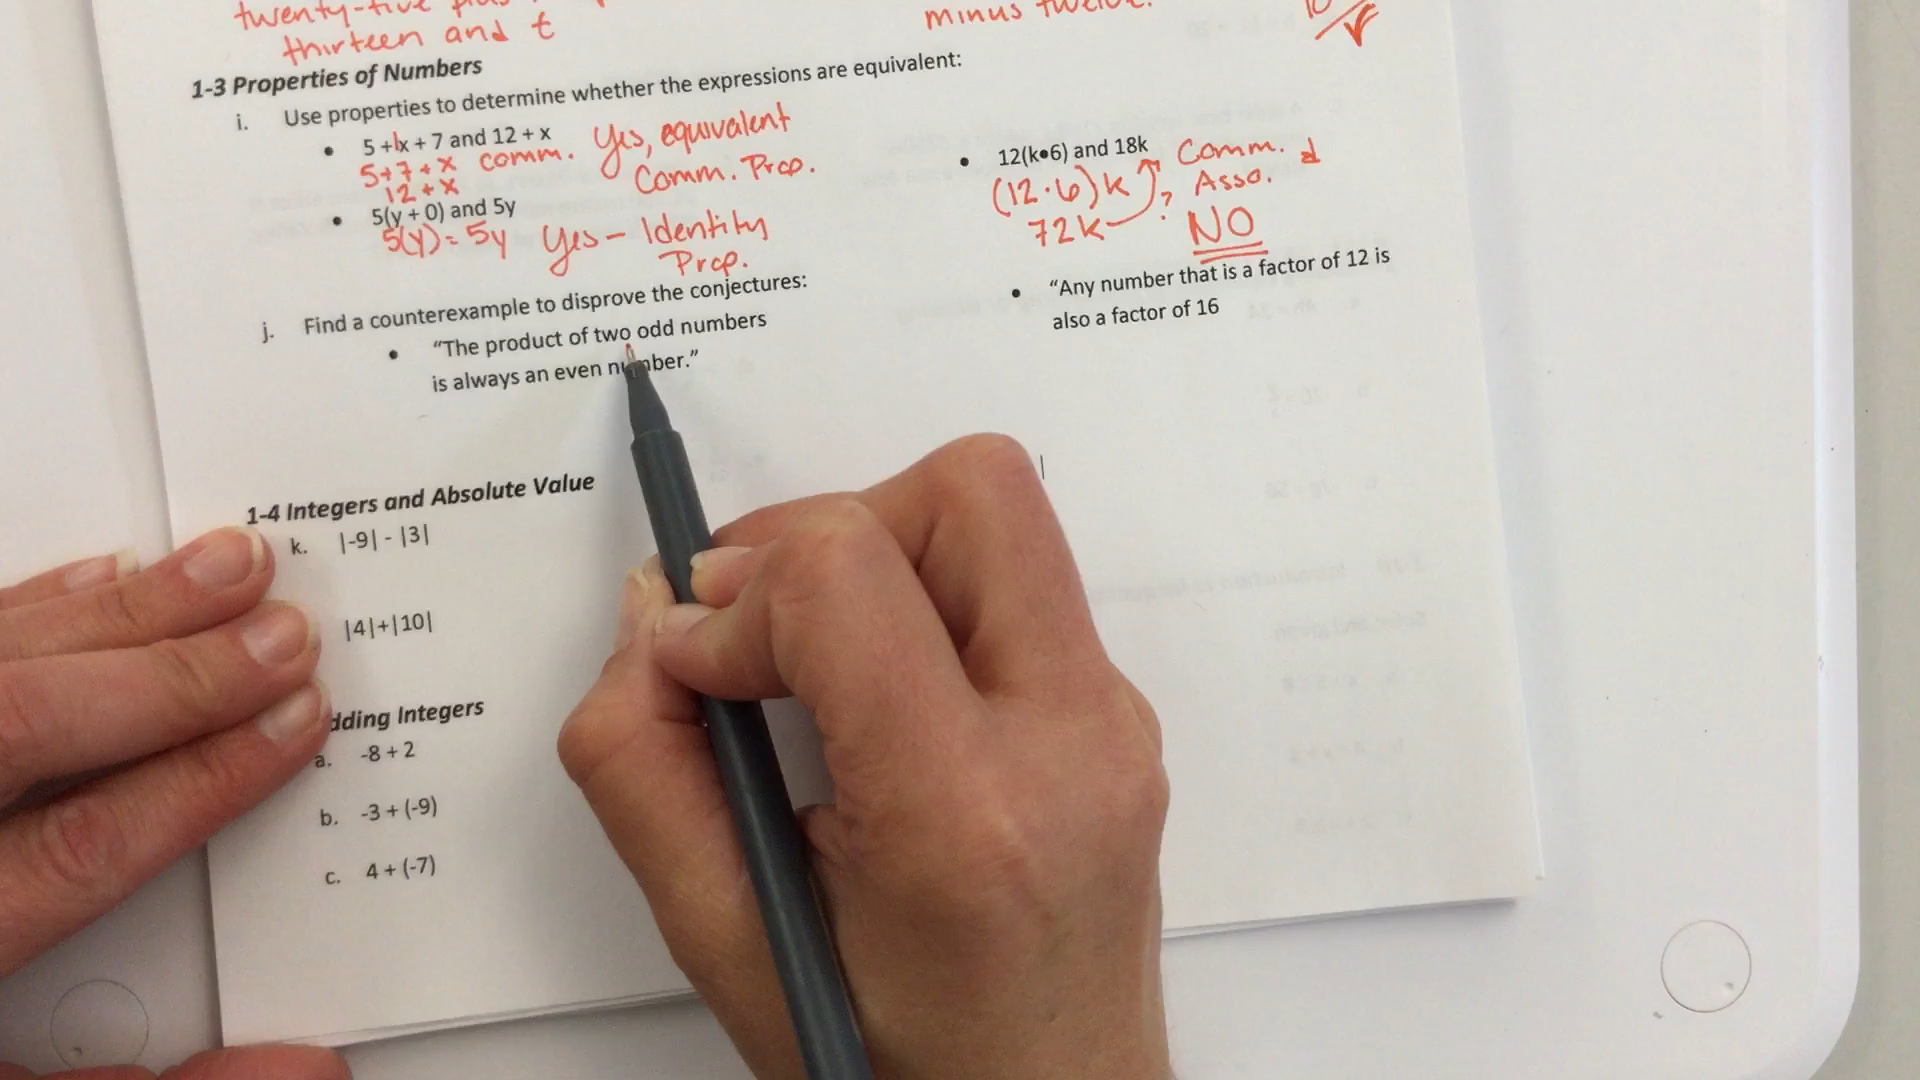 twenty-five
thirteen and t
minus twelve.
1-3 Properties of Numbers
i. Use properties to determine whether the expressions are equivalent:
• 5 + x + 7 and 12 + x
5+7+x comm.
12+x
Yes, equivalent
Comm. Prop.
• 5(y + 0) and 5y
5(y) = 5y Yes – Identity
Prop.
• 12(k•6) and 18k
(12·6)k
72k
?
Comm. &
Asso.
NO
j. Find a counterexample to disprove the conjectures:
• “The product of two odd numbers
is always an even number.”
• “Any number that is a factor of 12 is
also a factor of 16
1-4 Integers and Absolute Value
k. |-9| - |3|
|4|+|10|
dding Integers
a. -8 + 2
b. -3 + (-9)
c. 4 + (-7)